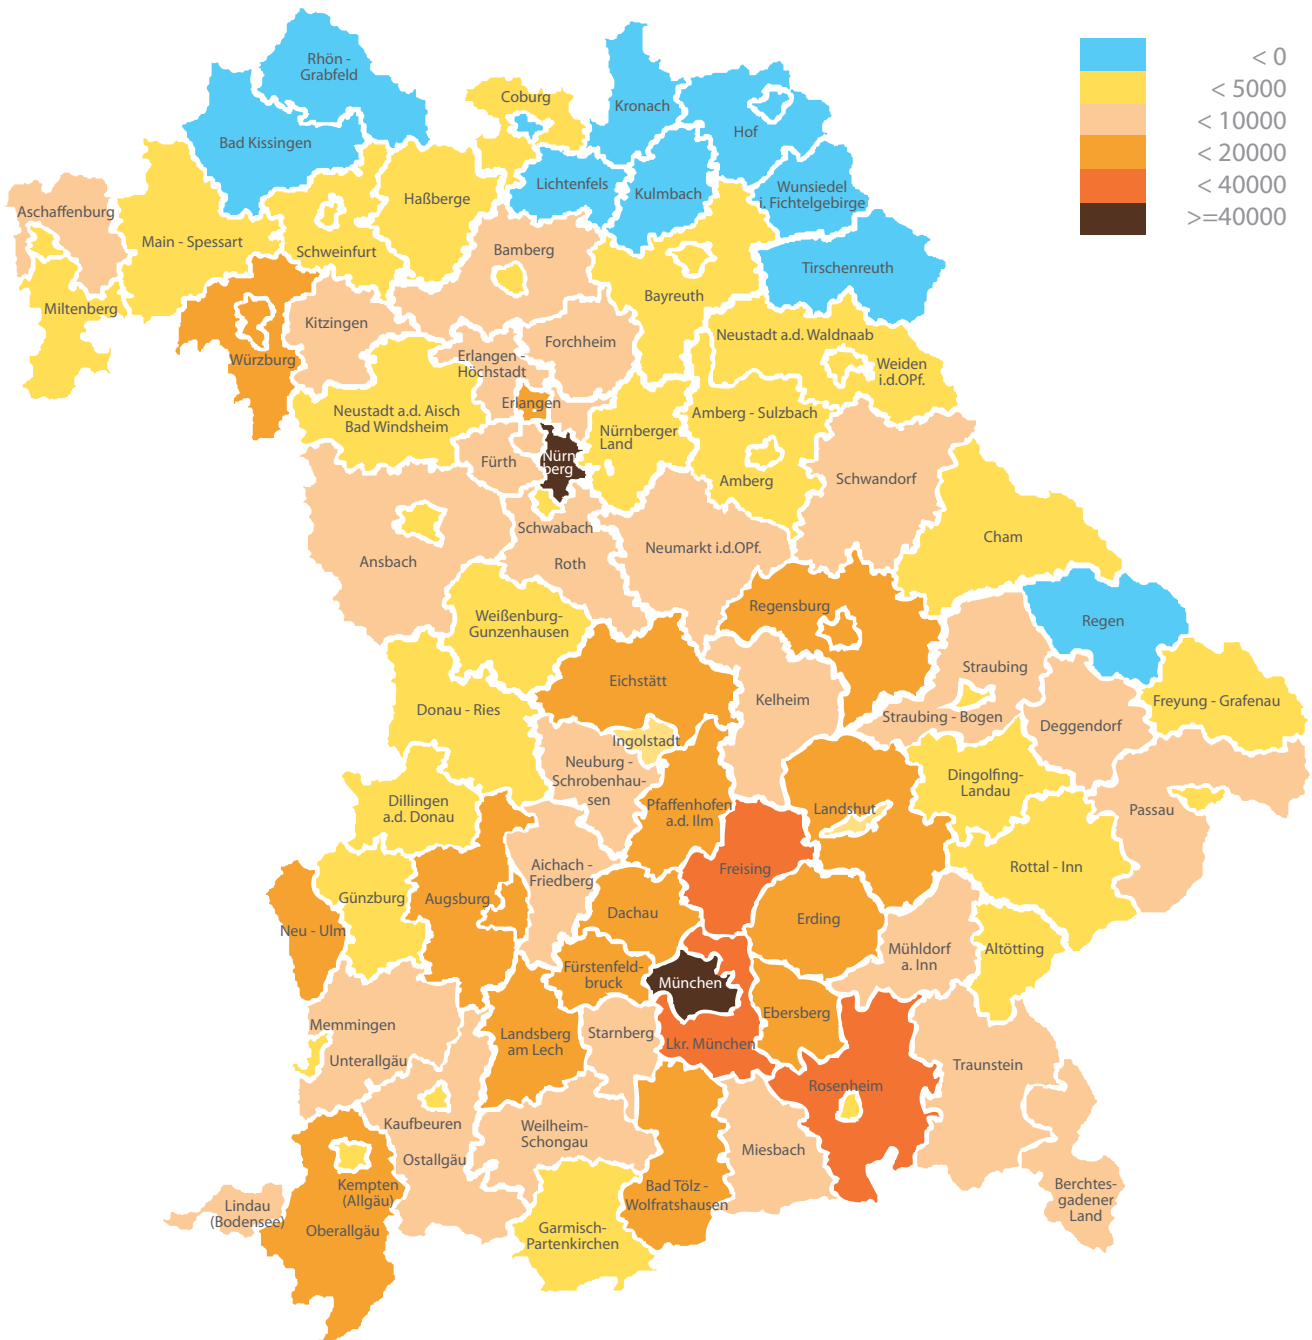 < 0
< 5000
< 10000
< 20000
< 40000
>=40000
Rhön -
Grabfeld
Bad Kissingen
Coburg
Kronach
Hof
Lichtenfels
Kulmbach
Wunsiedel
i. Fichtelgebirge
Haßberge
Aschaffenburg
Main - Spessart
Schweinfurt
Bamberg
Tirschenreuth
Bayreuth
Miltenberg
Kitzingen
Würzburg
Forchheim
Erlangen -
Höchstadt
Neustadt a.d. Waldnaab
Weiden
i.d.OPf.
Erlangen
Neustadt a.d. Aisch
Bad Windsheim
Nürnberger
Land
Amberg - Sulzbach
Fürth
Nürn
berg
Amberg
Schwandorf
Schwabach
Roth
Neumarkt i.d.OPf.
Cham
Ansbach
Weißenburg-
Gunzenhausen
Regensburg
Regen
Eichstätt
Kelheim
Straubing
Straubing - Bogen
Deggendorf
Freyung - Grafenau
Donau - Ries
Ingolstadt
Neuburg -
Schrobenhau-
sen
Dingolfing-
Landau
Dillingen
a.d. Donau
Pfaffenhofen
a.d. Ilm
Landshut
Passau
Aichach -
Friedberg
Freising
Rottal - Inn
Günzburg
Augsburg
Dachau
Erding
Neu - Ulm
Mühldorf
a. Inn
Altötting
Fürstenfeld-
bruck
München
Ebersberg
Memmingen
Unterallgäu
Landsberg
am Lech
Starnberg
Lkr. München
Traunstein
Rosenheim
Kaufbeuren
Ostallgäu
Weilheim-
Schongau
Miesbach
Kempten
(Allgäu)
Bad Tölz -
Wolfratshausen
Berchtes-
gadener
Land
Lindau
(Bodensee)
Oberallgäu
Garmisch-
Partenkirchen